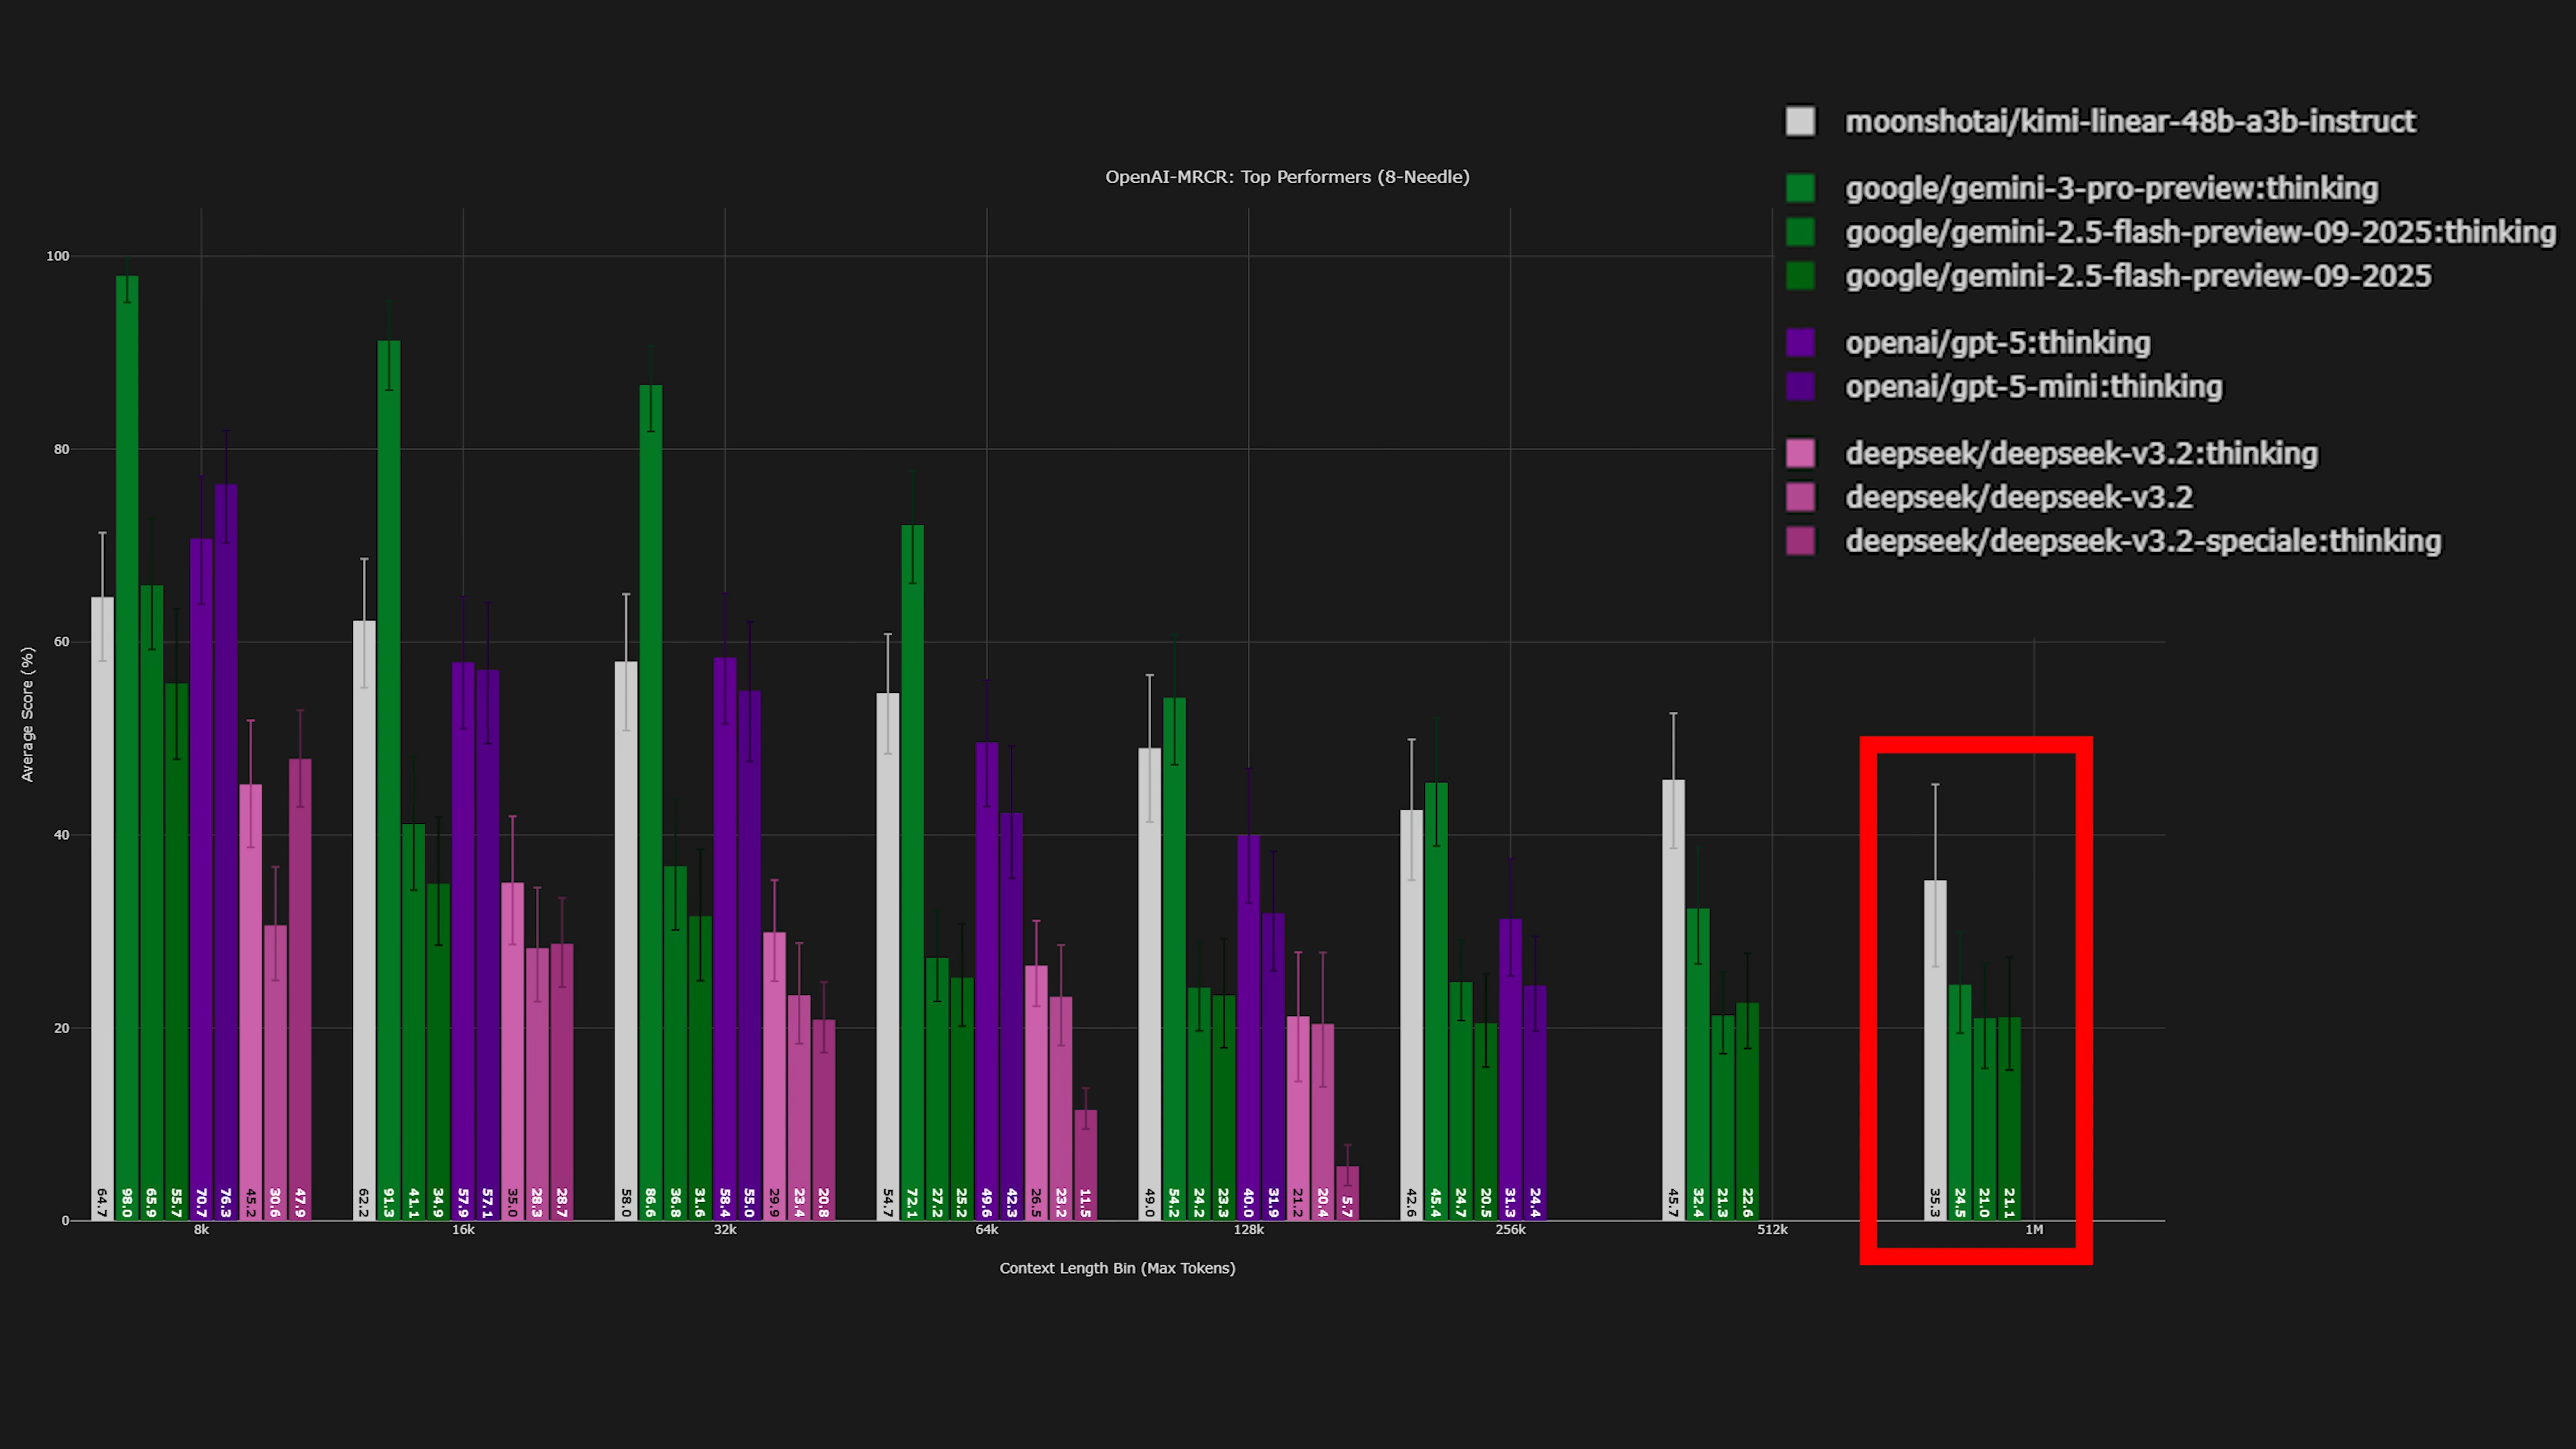 moonshotai/kimi-linear-48b-a3b-instruct
OpenAI-MRCR: Top Performers (8-Needle)
google/gemini-3-pro-preview:thinking
google/gemini-2.5-flash-preview-09-2025:thinking
google/gemini-2.5-flash-preview-09-2025
openai/gpt-5:thinking
openai/gpt-5-mini:thinking
deepseek/deepseek-v3.2:thinking
deepseek/deepseek-v3.2
deepseek/deepseek-v3.2-speciale:thinking
Average Score (%)
100
80
60
40
20
0
64.7 98.0 65.9 55.7 70.7 76.3 45.2 30.6 47.9
62.2 91.3 41.1 34.9 57.9 57.1 35.0 28.3 28.7
58.0 86.6 36.8 31.6 58.4 55.0 29.9 23.4 20.8
54.7 72.1 27.2 25.2 49.6 42.3 26.5 23.2 11.5
49.0 54.2 24.2 23.3 40.0 31.9 21.2 20.4 5.7
42.6 45.4 24.7 20.5 31.3 24.4
45.7 32.4 21.3 22.6
35.3 24.5 21.0 21.1
8k 16k 32k 64k 128k 256k 512k 1M
Context Length Bin (Max Tokens)